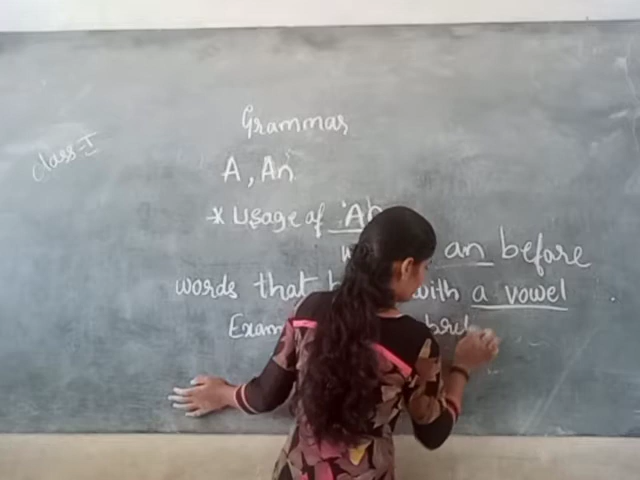 Grammar
Class-I
A, An
* Usage of 'A
an before
words that with a vowel
Exam